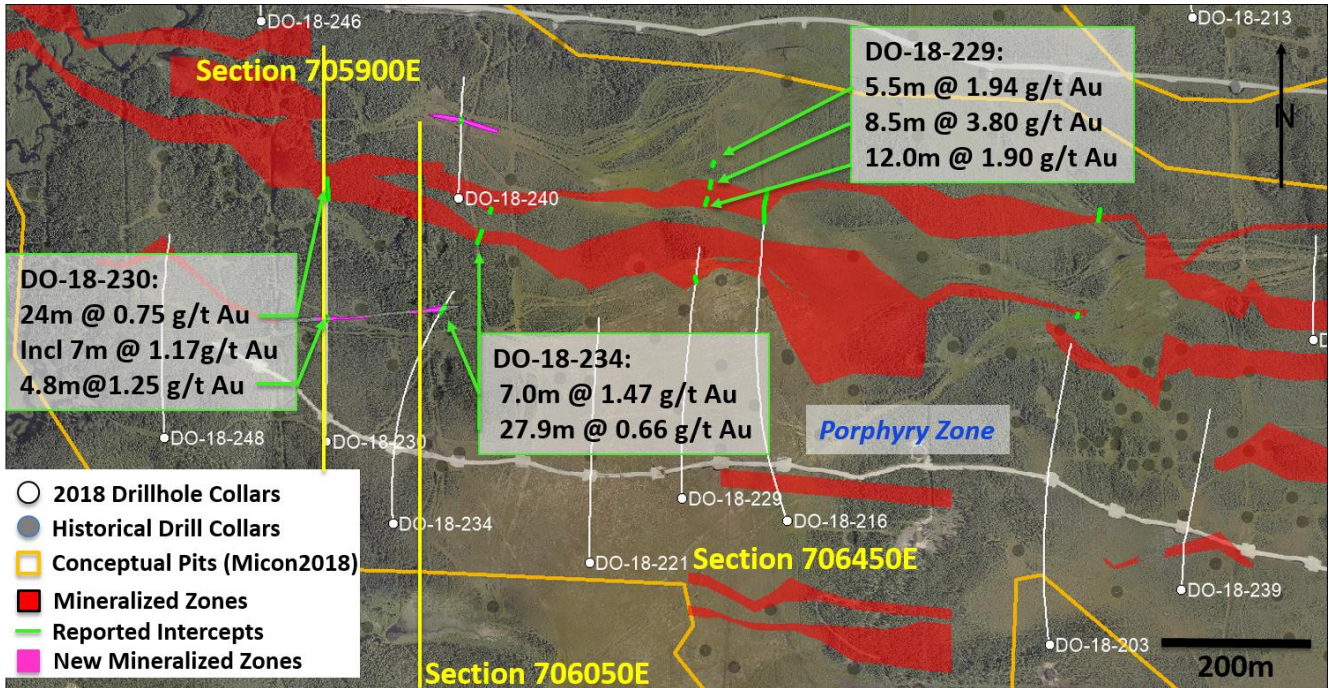 DO-18-246
DO-18-213
Section 705900E
DO-18-229:
5.5m @ 1.94 g/t Au
8.5m @ 3.80 g/t Au
12.0m @ 1.90 g/t Au
N
DO-18-240
DO-18-230:
24m @ 0.75 g/t Au
Incl 7m @ 1.17g/t Au
4.8m@1.25 g/t Au
DO-18-234:
7.0m @ 1.47 g/t Au
27.9m @ 0.66 g/t Au
Porphyry Zone
DO-18-248
DO-18-230
DO-18-229
DO-18-234
DO-18-216
DO-18-221
Section 706450E
DO-18-239
DO-18-203
200m
Section 706050E
2018 Drillhole Collars
Historical Drill Collars
Conceptual Pits (Micon2018)
Mineralized Zones
Reported Intercepts
New Mineralized Zones